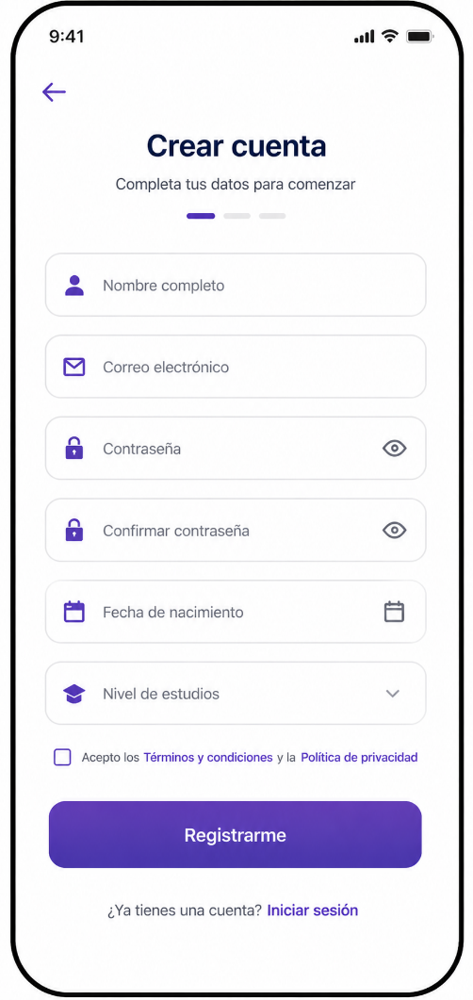 9:41
Crear cuenta
Completa tus datos para comenzar
Nombre completo
Correo electrónico
Contraseña
Confirmar contraseña
Fecha de nacimiento
Nivel de estudios
Acepto los Términos y condiciones y la Política de privacidad
Registrarme
¿Ya tienes una cuenta? Iniciar sesión